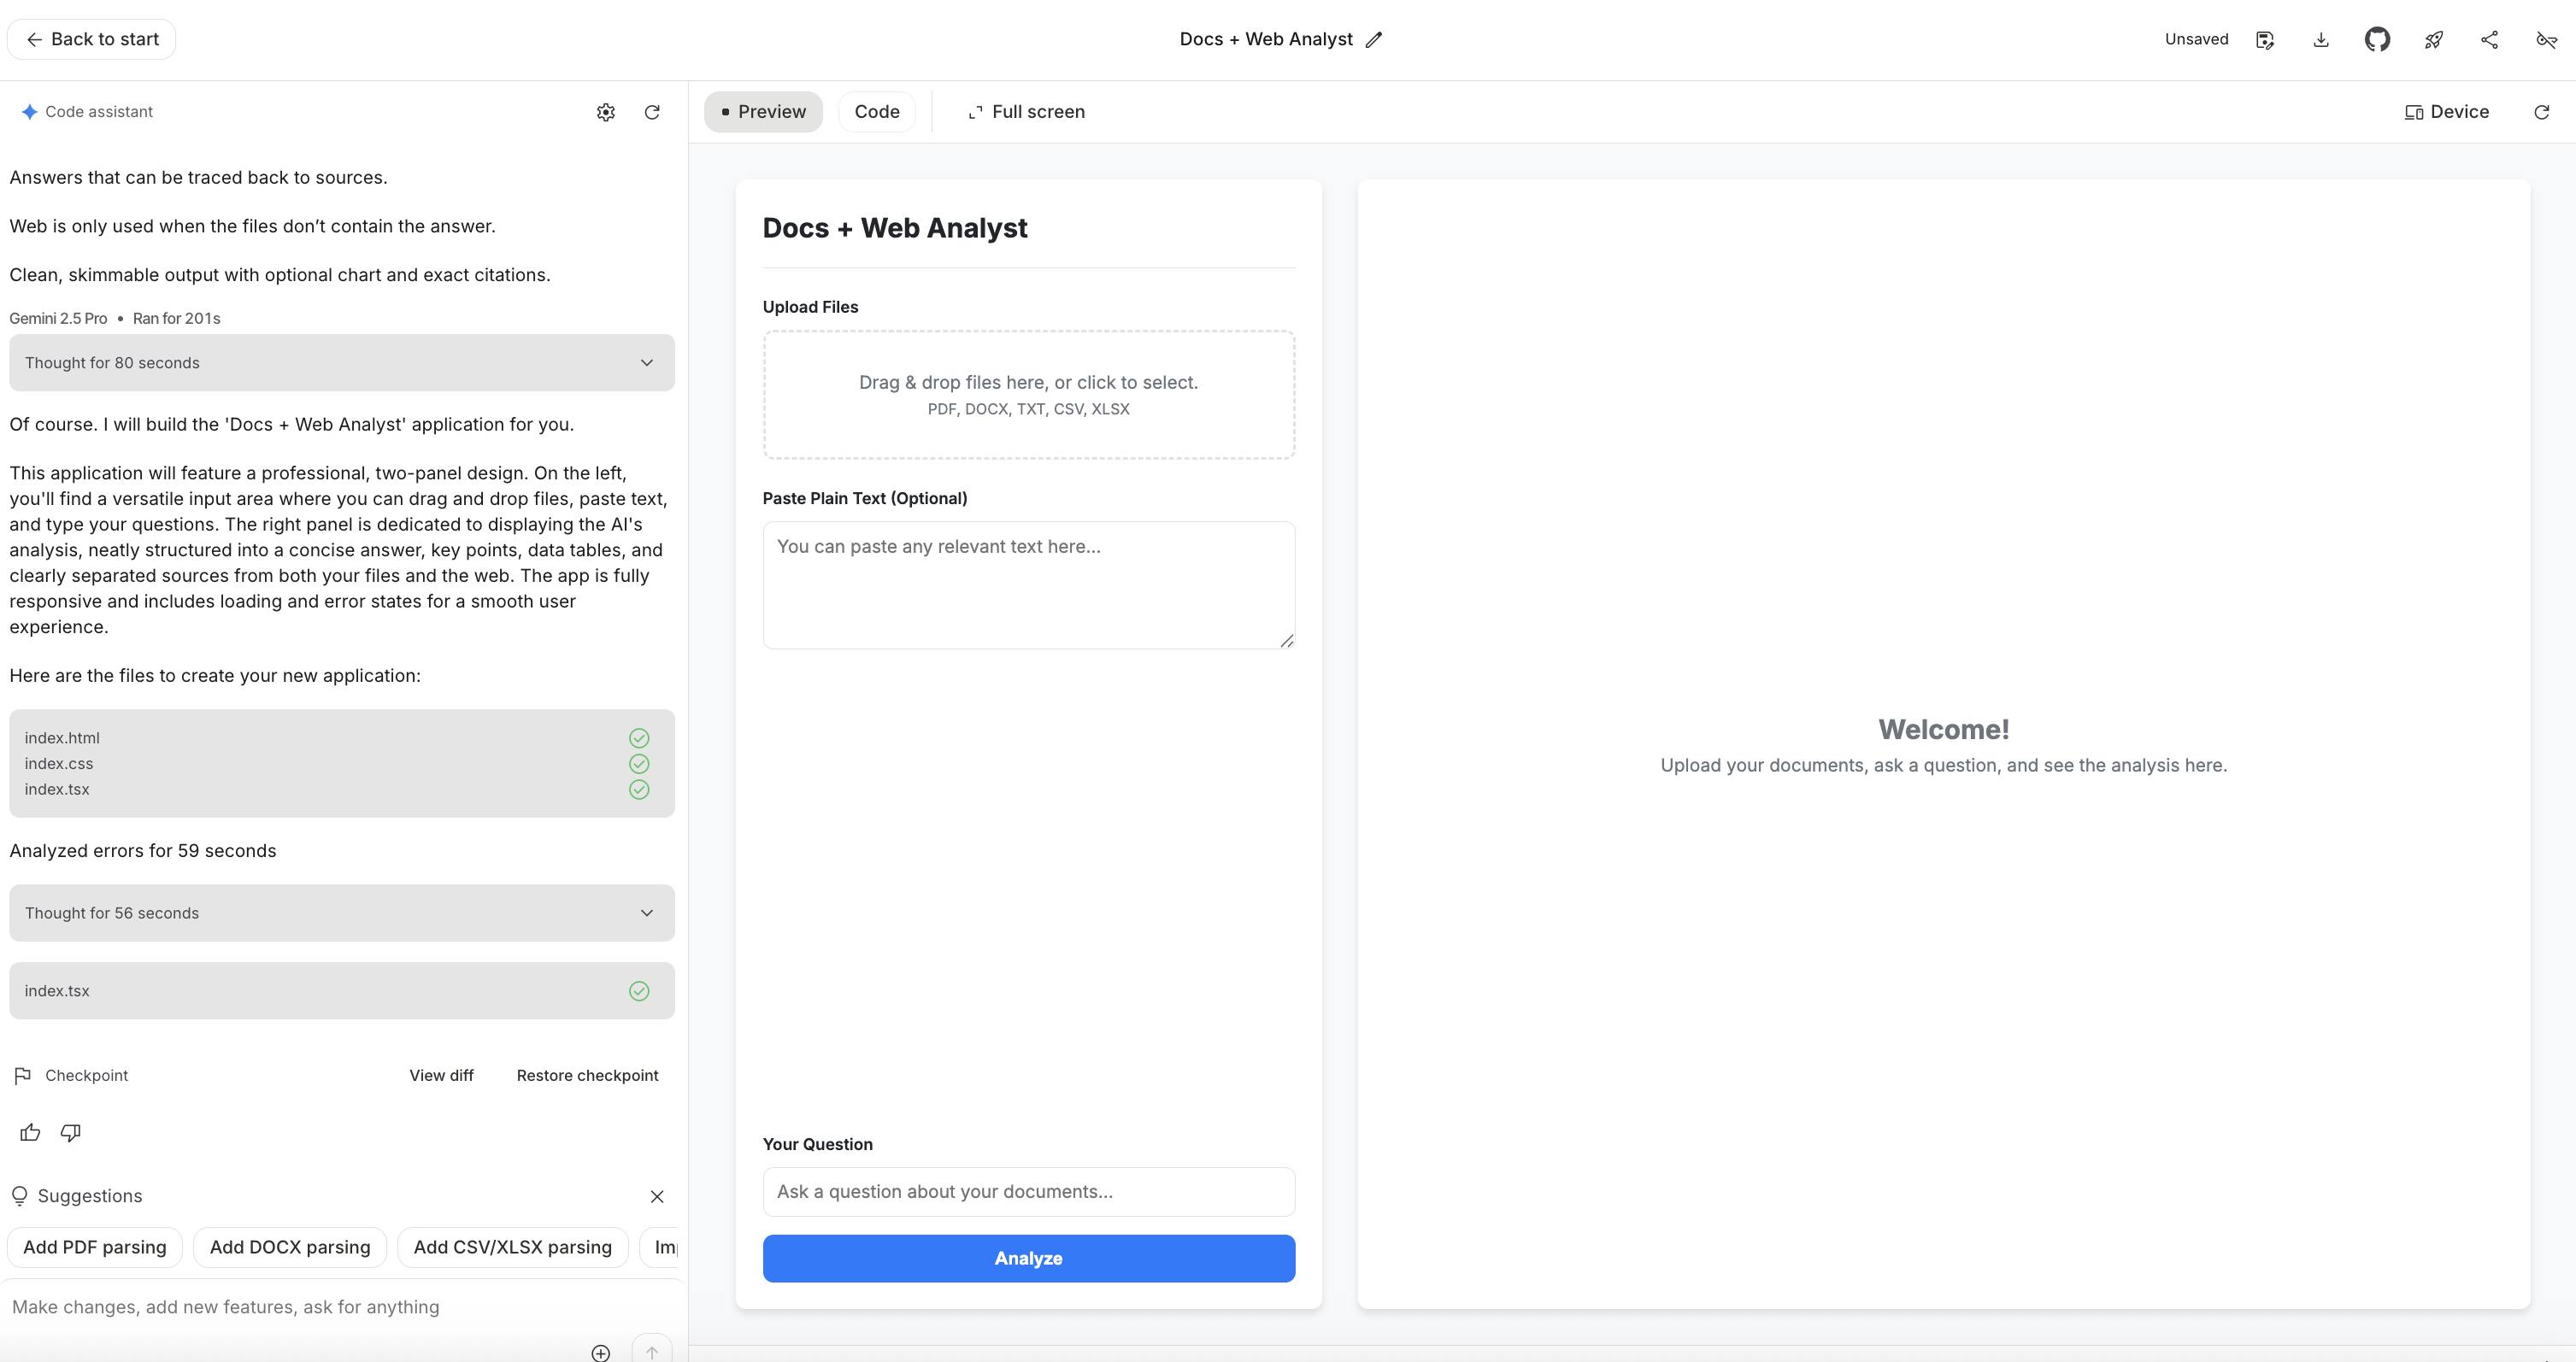 Back to start
Docs + Web Analyst
Unsaved
Code assistant
Answers that can be traced back to sources.
Web is only used when the files don’t contain the answer.
Clean, skimmable output with optional chart and exact citations.
Gemini 2.5 Pro • Ran for 201s
Thought for 80 seconds
Of course. I will build the 'Docs + Web Analyst' application for you.
This application will feature a professional, two-panel design. On the left,
you'll find a versatile input area where you can drag and drop files, paste text,
and type your questions. The right panel is dedicated to displaying the AI's
analysis, neatly structured into a concise answer, key points, data tables, and
clearly separated sources from both your files and the web. The app is fully
responsive and includes loading and error states for a smooth user
experience.
Here are the files to create your new application:
index.html
index.css
index.tsx
Analyzed errors for 59 seconds
Thought for 56 seconds
index.tsx
Checkpoint View diff Restore checkpoint
Suggestions
Add PDF parsing Add DOCX parsing Add CSV/XLSX parsing
Make changes, add new features, ask for anything
Preview Code Full screen Device
Docs + Web Analyst
Upload Files
Drag & drop files here, or click to select.
PDF, DOCX, TXT, CSV, XLSX
Paste Plain Text (Optional)
You can paste any relevant text here...
Your Question
Ask a question about your documents...
Analyze
Welcome!
Upload your documents, ask a question, and see the analysis here.